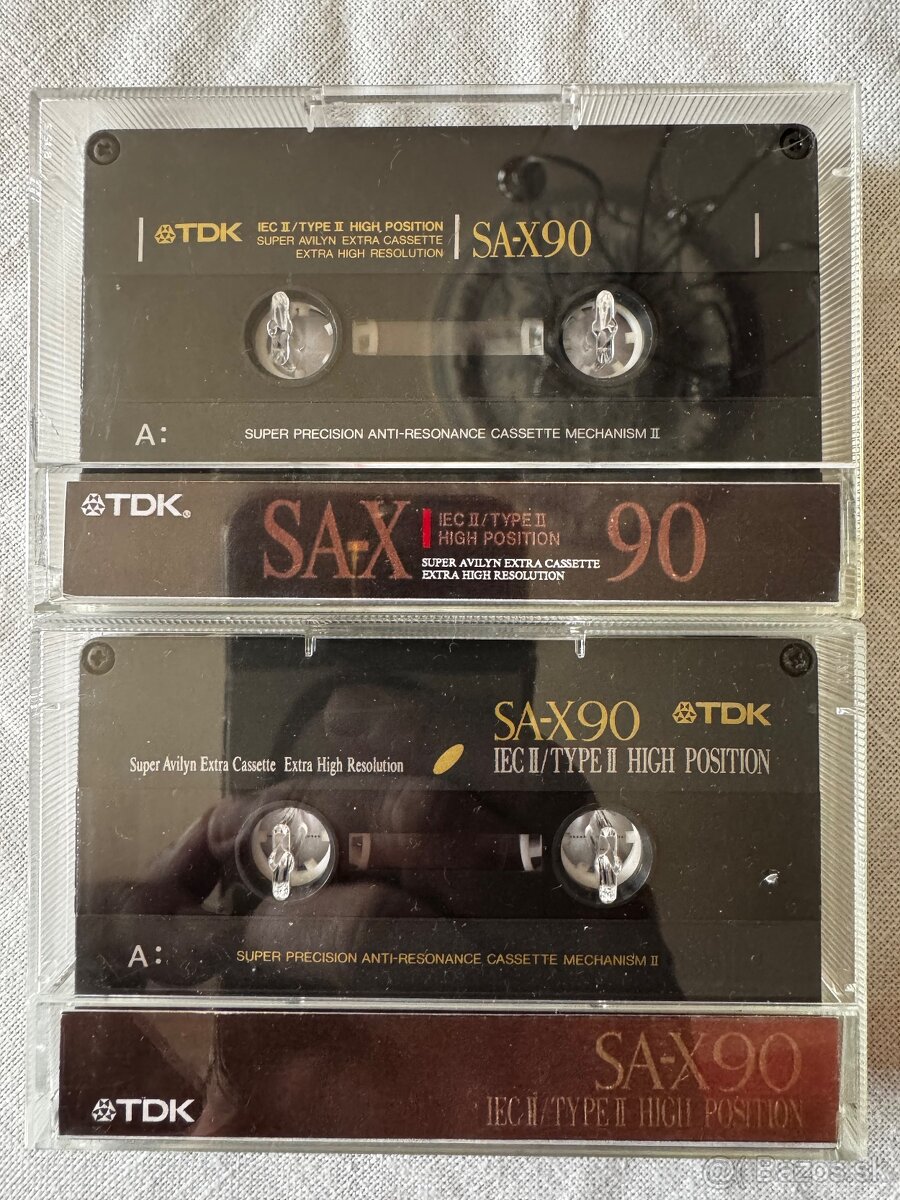 TDK
IEC II/TYPE II HIGH POSITION
SUPER AVILYN EXTRA CASSETTE
EXTRA HIGH RESOLUTION
SA-X90
A:
SUPER PRECISION ANTI-RESONANCE CASSETTE MECHANISM II
TDK®
SA-X
IEC II/TYPE II
HIGH POSITION
SUPER AVILYN EXTRA CASSETTE
EXTRA HIGH RESOLUTION
90
SA-X90 TDK
Super Avilyn Extra Cassette Extra High Resolution
IEC II/TYPE II HIGH POSITION
A:
SUPER PRECISION ANTI-RESONANCE CASSETTE MECHANISM II
SA-X90
TDK
IEC II/TYPE II HIGH POSITION
Bazos.sk